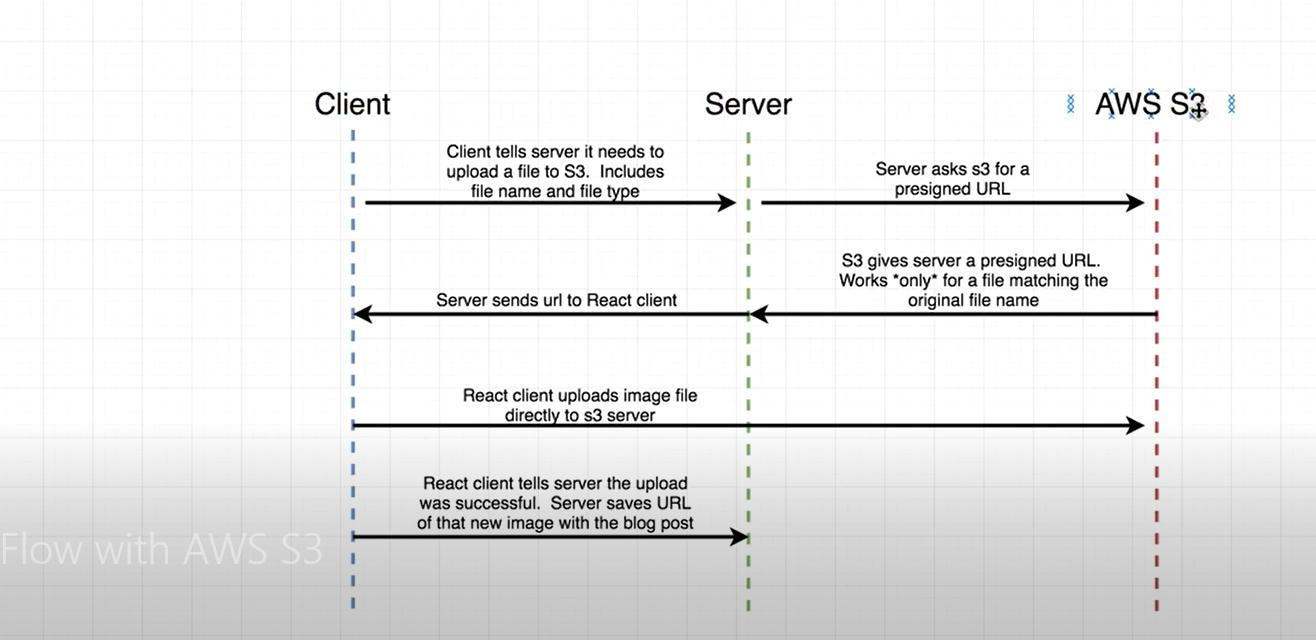 Client
Server
AWS S3
Client tells server it needs to
upload a file to S3. Includes
file name and file type
Server asks s3 for a
presigned URL
S3 gives server a presigned URL.
Works *only* for a file matching the
original file name
Server sends url to React client
React client uploads image file
directly to s3 server
React client tells server the upload
was successful. Server saves URL
of that new image with the blog post
Flow with AWS S3